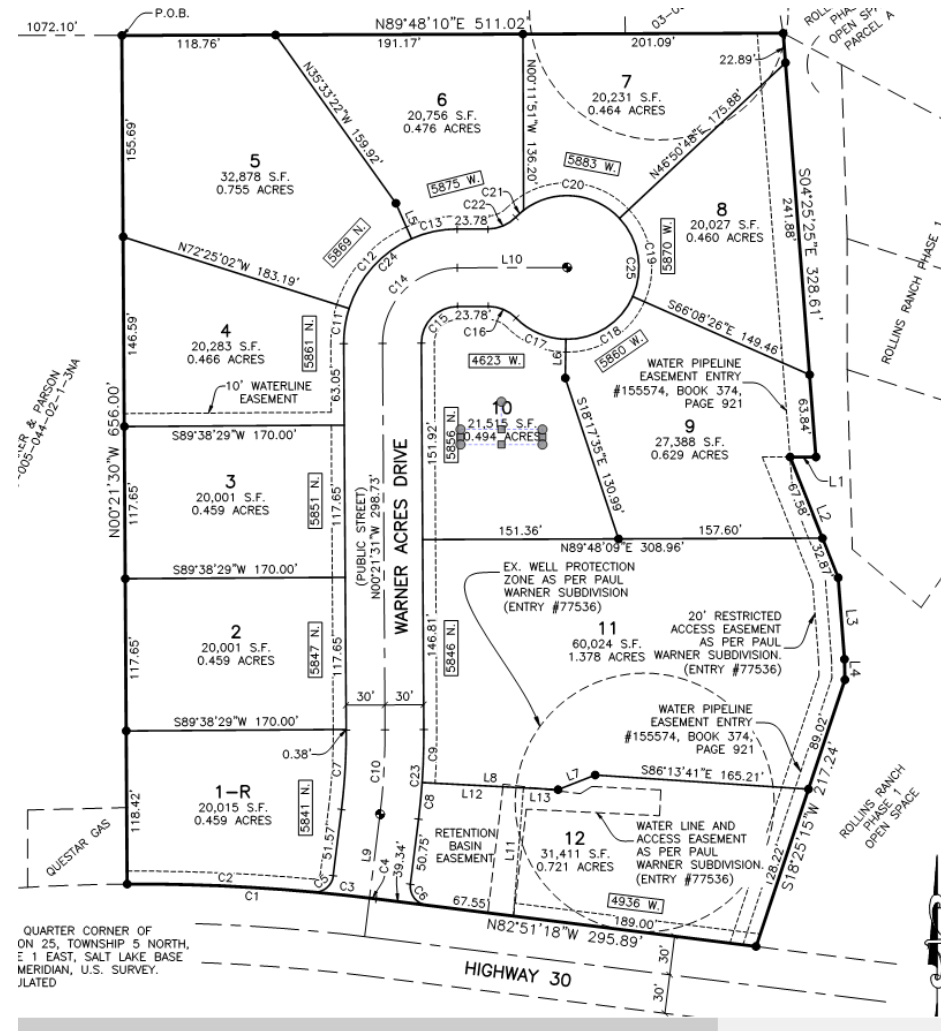 P.O.B.
1072.10'
N89°48'10"E 511.02'
118.76'
191.17'
201.09'
ROLLINS RANCH
PHASE 1
OPEN SPACE
PARCEL A
22.89'
N35°33'22"W 159.92'
N00°11'51"W 136.20'
N46°50'48"E 175.88'
6
20,756 S.F.
0.476 ACRES
7
20,231 S.F.
0.464 ACRES
155.69'
5
32,878 S.F.
0.755 ACRES
5875 W.
5883 W.
C21
C20
C22
L5
C13
23.78'
8
20,027 S.F.
0.460 ACRES
S04°25'25"E 328.61'
241.88'
5869 N.
C12
C24
C14
L10
C25
C19
5870 W.
N72°25'02"W 183.19'
S66°08'26"E 149.46'
ROLLINS RANCH PHASE 1
146.59'
4
20,283 S.F.
0.466 ACRES
5861 N.
C11
63.05'
C15
23.78'
C16
C17
C18
4623 W.
L6
5860 W.
WATER PIPELINE
EASEMENT ENTRY
#155574, BOOK 374,
PAGE 921
10' WATERLINE
EASEMENT
63.84'
N00°21'30"W 656.00'
S89°38'29"W 170.00'
WARNER ACRES DRIVE
(PUBLIC STREET)
N00°21'31"W 298.73'
151.92'
5856 N.
10
21,515 S.F.
0.494 ACRES
S18°17'35"E 130.99'
9
27,388 S.F.
0.629 ACRES
L1
67.58'
L2
3
20,001 S.F.
0.459 ACRES
117.65'
5851 N.
117.65'
151.36'
157.60'
N89°48'09"E 308.96'
32.87'
S89°38'29"W 170.00'
EX. WELL PROTECTION
ZONE AS PER PAUL
WARNER SUBDIVISION
(ENTRY #77536)
20' RESTRICTED
ACCESS EASEMENT
AS PER PAUL
WARNER SUBDIVISION.
(ENTRY #77536)
L3
L4
2
20,001 S.F.
0.459 ACRES
117.65'
5847 N.
117.65'
146.81'
5846 N.
11
60,024 S.F.
1.378 ACRES
30'
30'
S89°38'29"W 170.00'
0.38'
WATER PIPELINE
EASEMENT ENTRY
#155574, BOOK 374,
PAGE 921
89.02'
S18°25'15"W 217.24'
118.42'
1-R
20,015 S.F.
0.459 ACRES
5841 N.
C7
C10
C9
C23
C8
L8
L7
S86°13'41"E 165.21'
L12
L13
QUESTAR GAS
51.57'
L9
C4
39.34'
50.75'
RETENTION
BASIN
EASEMENT
L11
12
31,411 S.F.
0.721 ACRES
WATER LINE AND
ACCESS EASEMENT
AS PER PAUL
WARNER SUBDIVISION.
(ENTRY #77536)
128.22'
ROLLINS RANCH
PHASE 1
OPEN SPACE
C2
C1
C5
C3
C6
67.55'
4936 W.
189.00'
N82°51'18"W 295.89'
HIGHWAY 30
30'
30'
QUARTER CORNER OF
ON 25, TOWNSHIP 5 NORTH,
E 1 EAST, SALT LAKE BASE
MERIDIAN, U.S. SURVEY.
ULATED
ER & PARSON
-005-044-02-1-3NA